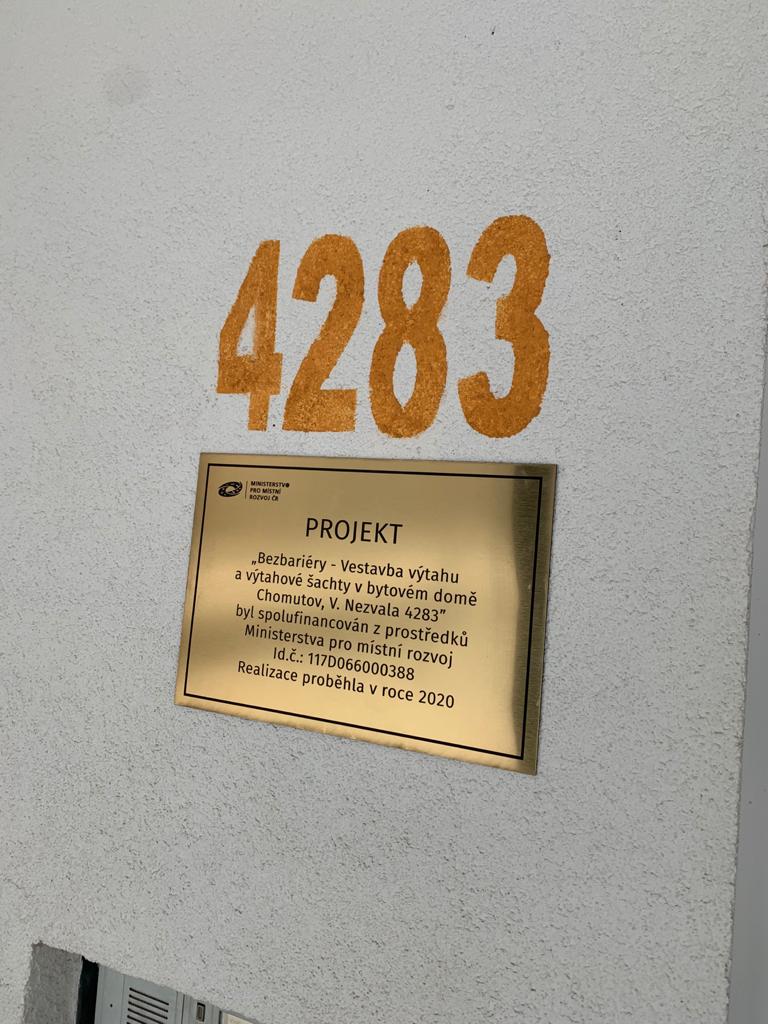 4283
MINISTERSTVO
PRO MÍSTNÍ
ROZVOJ ČR
PROJEKT
„Bezbariéry - Vestavba výtahu
a výtahové šachty v bytovém domě
Chomutov, V. Nezvala 4283”
byl spolufinancován z prostředků
Ministerstva pro místní rozvoj
Id.č.: 117D066000388
Realizace proběhla v roce 2020